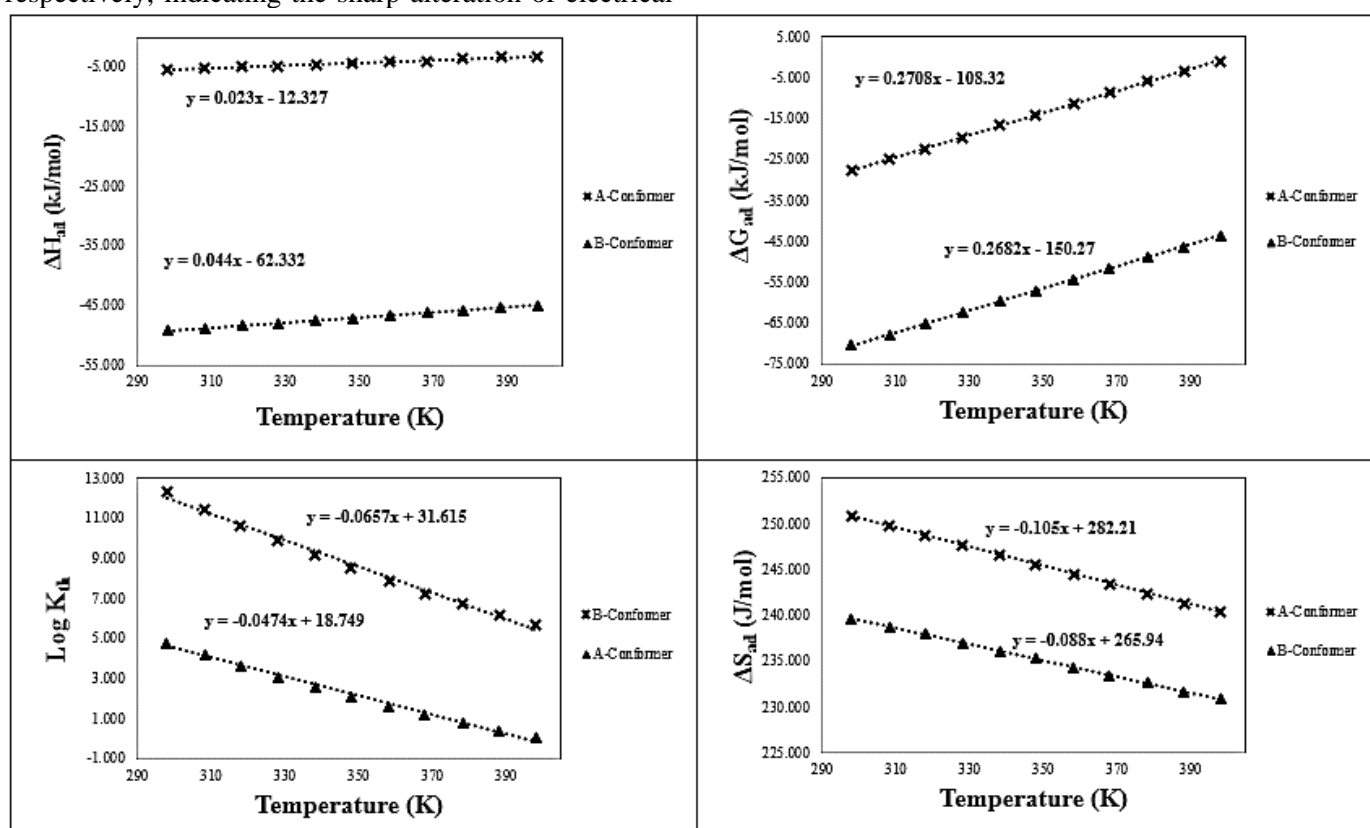 respectively, indicating the sharp alteration of electrical
-5.000
-15.000
-25.000
-35.000
-45.000
-55.000
290 310 330 350 370 390
ΔHad (kJ/mol)
Temperature (K)
y = 0.023x - 12.327
y = 0.044x - 62.332
A-Conformer
B-Conformer
5.000
-5.000
-15.000
-25.000
-35.000
-45.000
-55.000
-65.000
-75.000
290 310 330 350 370 390
ΔGad (kJ/mol)
Temperature (K)
y = 0.2708x - 108.32
y = 0.2682x - 150.27
A-Conformer
B-Conformer
13.000
11.000
9.000
7.000
5.000
3.000
1.000
-1.000
290 310 330 350 370 390
Log Kth
Temperature (K)
y = -0.0657x + 31.615
y = -0.0474x + 18.749
B-Conformer
A-Conformer
255.000
250.000
245.000
240.000
235.000
230.000
225.000
290 310 330 350 370 390
ΔSad (J/mol)
Temperature (K)
y = -0.105x + 282.21
y = -0.088x + 265.94
A-Conformer
B-Conformer